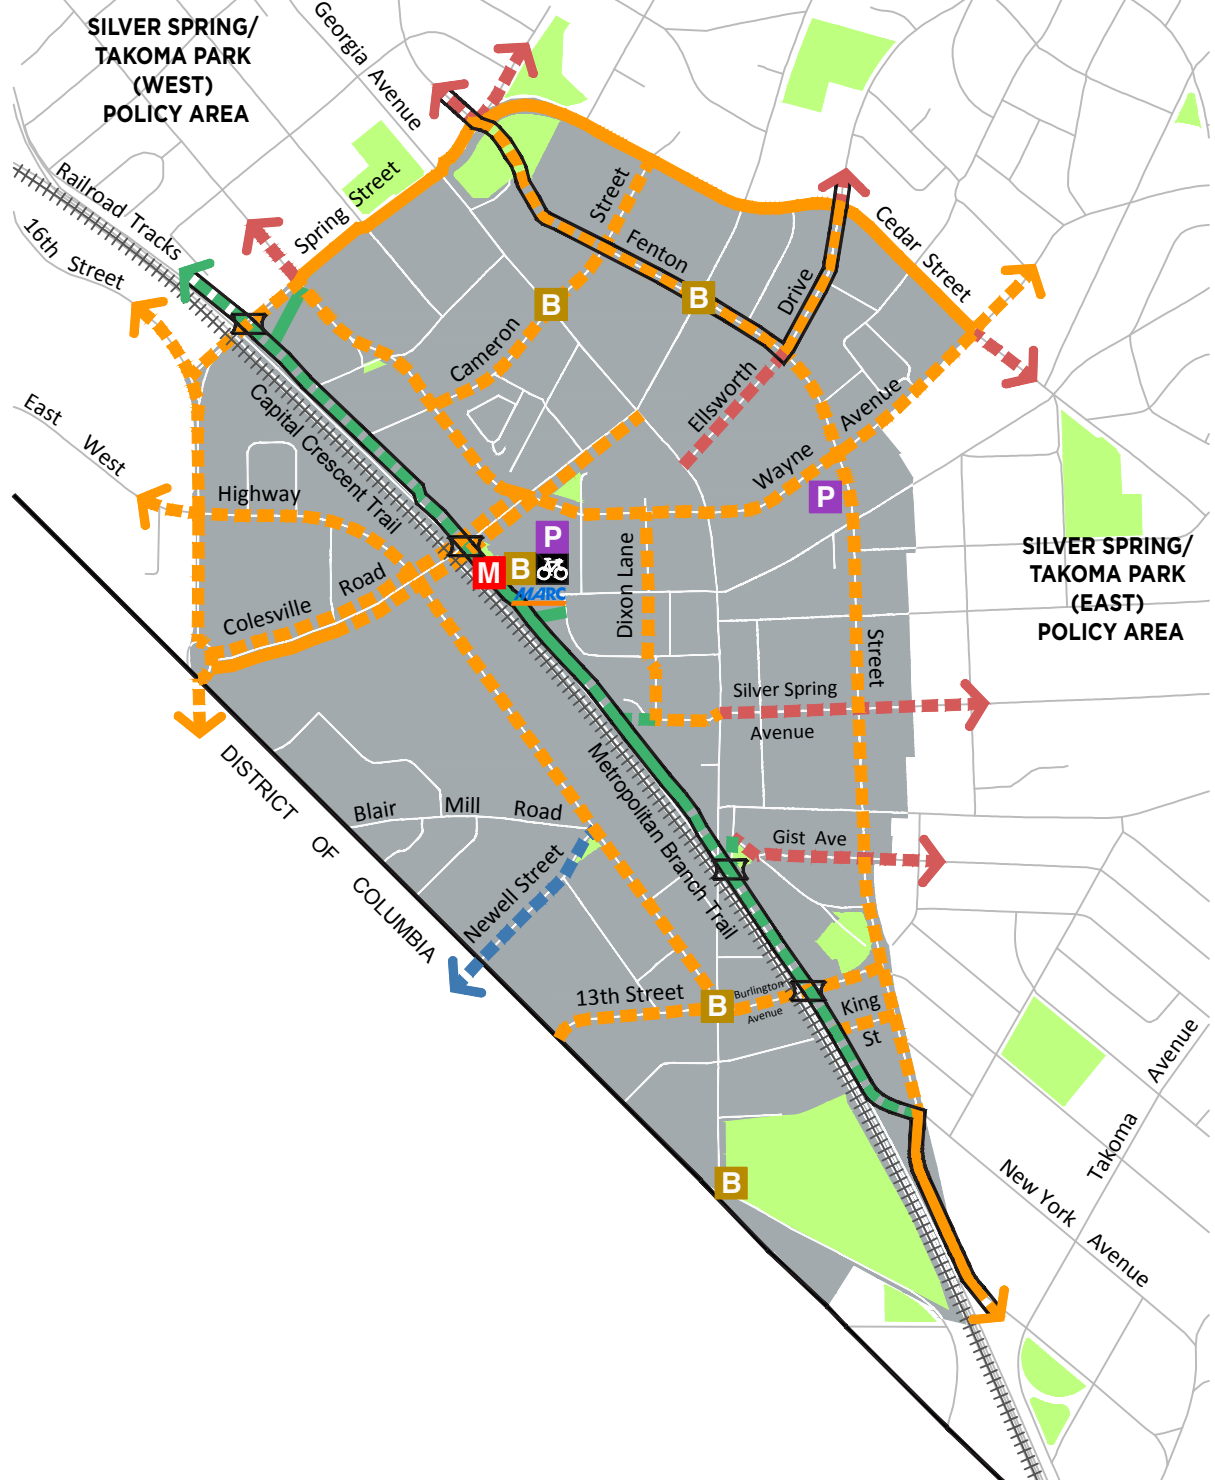 SILVER SPRING/
TAKOMA PARK
(WEST)
POLICY AREA
Georgia Avenue
Railroad Tracks
Spring Street
16th Street
Street
Fenton
Cedar Street
Drive
B
B
Cameron
Ellsworth
Avenue
Wayne
East West
Highway
Capital Crescent Trail
P
P
M
B
MARC
Road
Colesville
Dixon Lane
SILVER SPRING/
TAKOMA PARK
(EAST)
POLICY AREA
Street
Silver Spring
Avenue
Metropolitan Branch Trail
DISTRICT OF COLUMBIA
Blair Mill Road
Gist Ave
Newell Street
13th Street
B
Burlington
Avenue
King
St
Takoma Avenue
New York Avenue
B